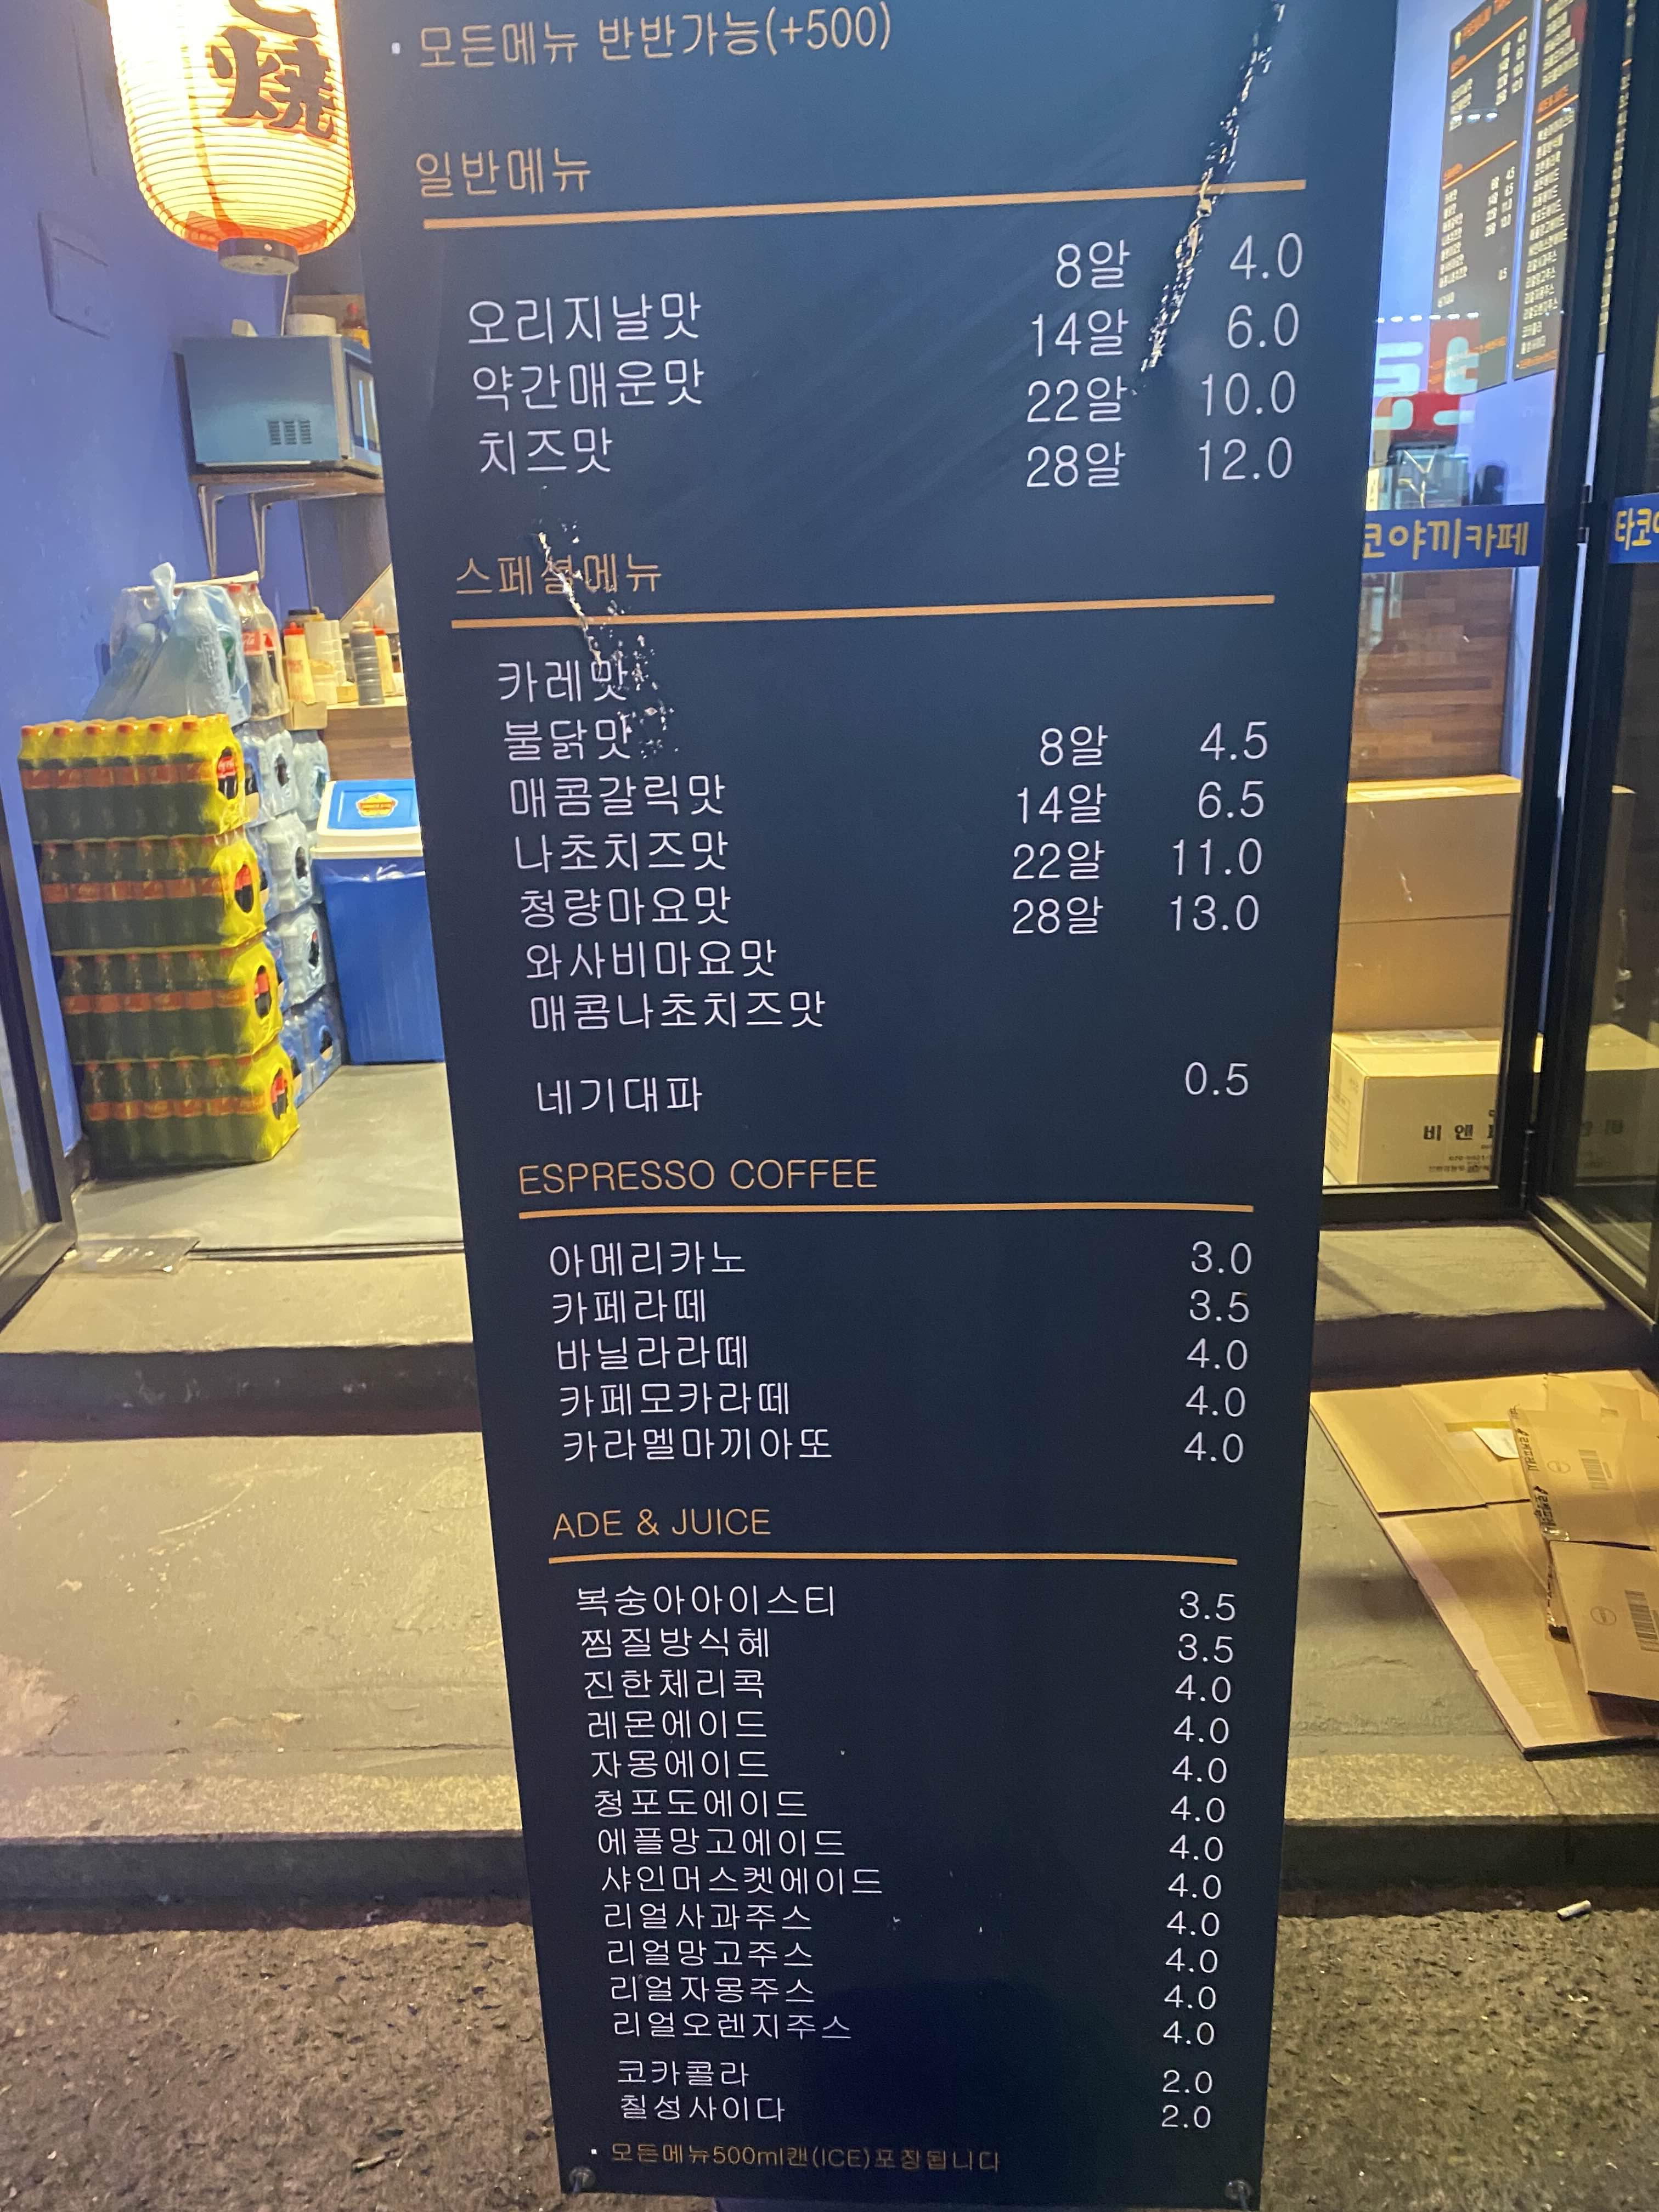 모든메뉴 반반가능(+500)
일반메뉴
8알 4.0
오리지날맛
14알 6.0
약간매운맛
22알 10.0
치즈맛
28알 12.0
스페셜메뉴
카레맛
불닭맛
8알 4.5
매콤갈릭맛
14알 6.5
나초치즈맛
22알 11.0
청량마요맛
28알 13.0
와사비마요맛
매콤나초치즈맛
네기대파 0.5
ESPRESSO COFFEE
아메리카노 3.0
카페라떼 3.5
바닐라라떼 4.0
카페모카라떼 4.0
카라멜마끼아또 4.0
ADE & JUICE
복숭아아이스티 3.5
찜질방식혜 3.5
진한체리콕 4.0
레몬에이드 4.0
자몽에이드 4.0
청포도에이드 4.0
에플망고에이드 4.0
샤인머스켓에이드 4.0
리얼사과주스 4.0
리얼망고주스 4.0
리얼자몽주스 4.0
리얼오렌지주스 4.0
코카콜라 2.0
칠성사이다 2.0
모든메뉴500ml캔(ICE)포장됩니다
焼
코야끼카페
타코
비엔